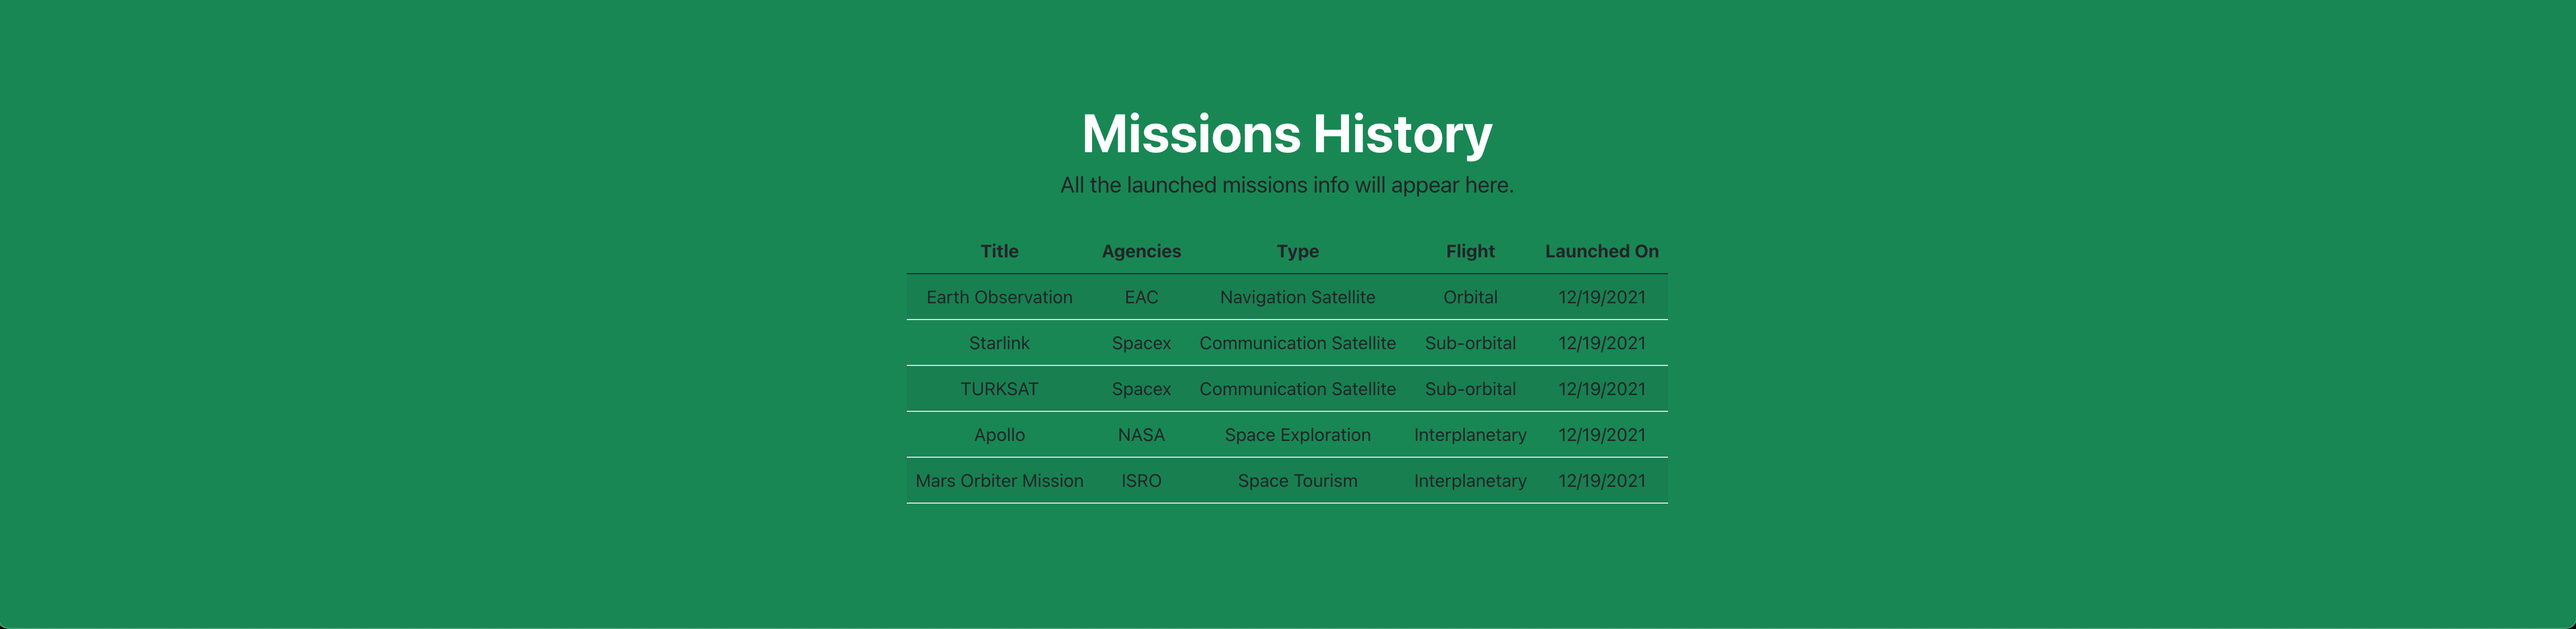 Missions History
All the launched missions info will appear here.
Title Agencies Type Flight Launched On
Earth Observation EAC Navigation Satellite Orbital 12/19/2021
Starlink Spacex Communication Satellite Sub-orbital 12/19/2021
TURKSAT Spacex Communication Satellite Sub-orbital 12/19/2021
Apollo NASA Space Exploration Interplanetary 12/19/2021
Mars Orbiter Mission ISRO Space Tourism Interplanetary 12/19/2021